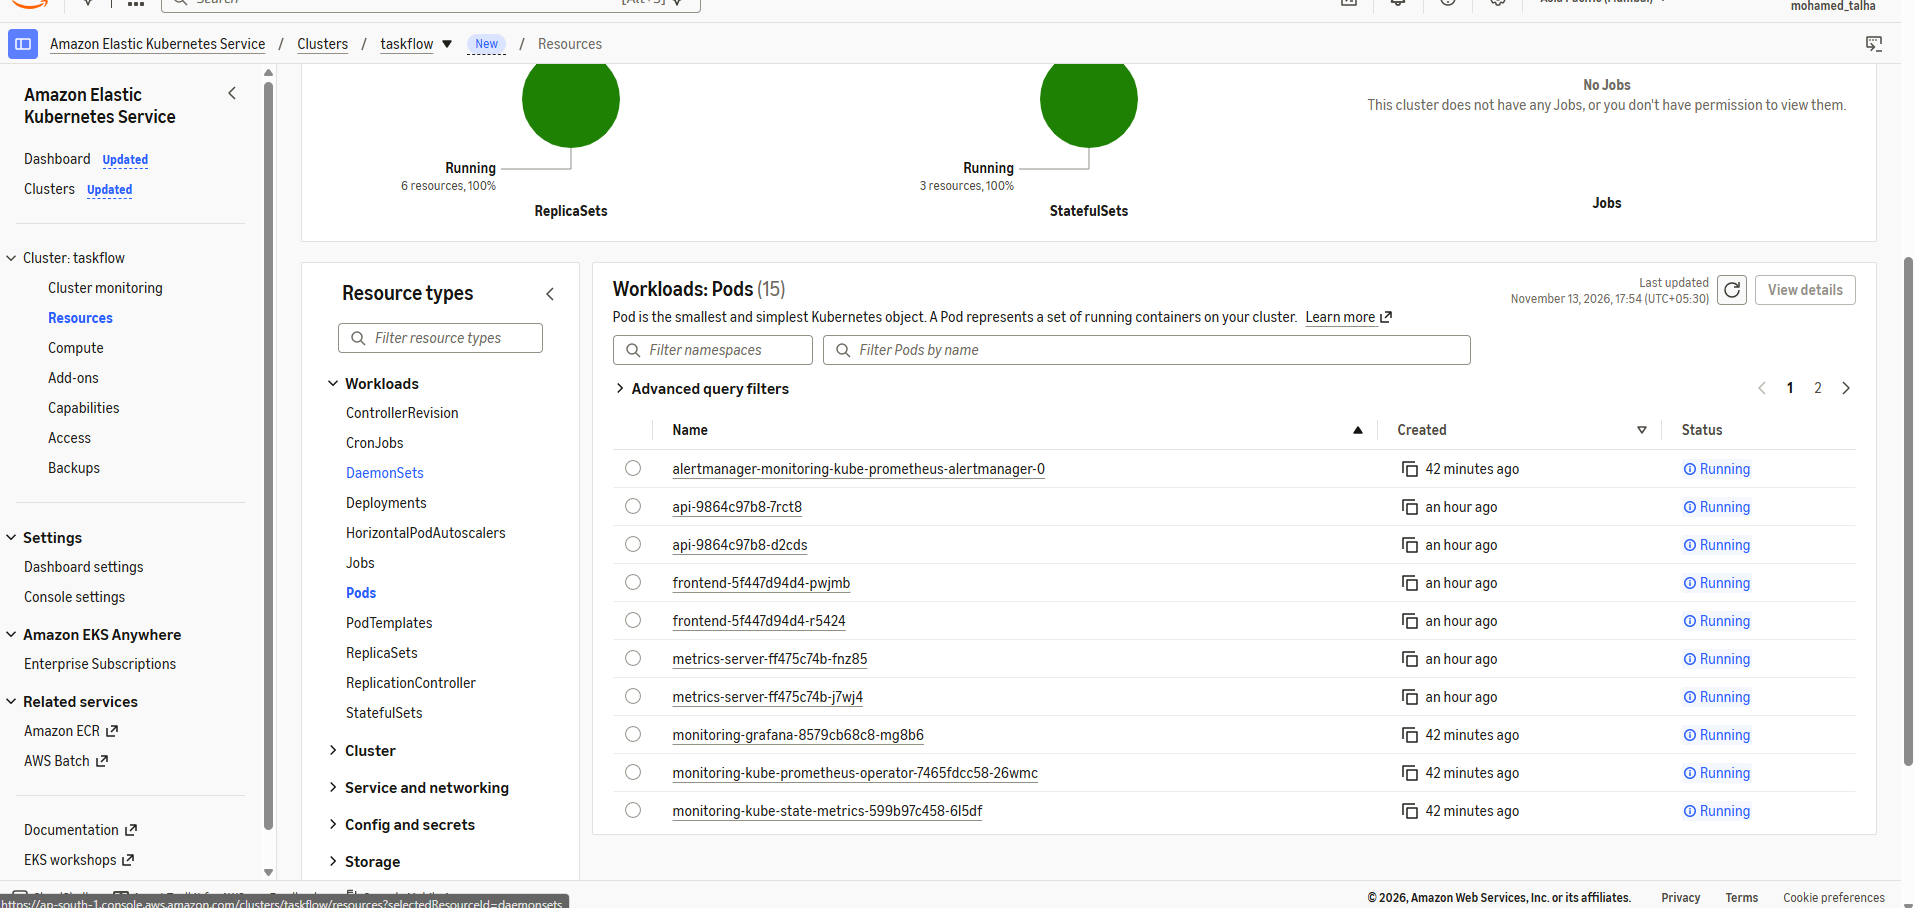 Search
[Alt+S]
mohamed_talha
Amazon Elastic Kubernetes Service / Clusters / taskflow New / Resources
Amazon Elastic
Kubernetes Service
Dashboard Updated
Clusters Updated
Cluster: taskflow
Cluster monitoring
Resources
Compute
Add-ons
Capabilities
Access
Backups
Settings
Dashboard settings
Console settings
Amazon EKS Anywhere
Enterprise Subscriptions
Related services
Amazon ECR
AWS Batch
Documentation
EKS workshops
Running
6 resources, 100%
ReplicaSets
Running
3 resources, 100%
StatefulSets
No Jobs
This cluster does not have any Jobs, or you don't have permission to view them.
Jobs
Resource types
Filter resource types
Workloads
ControllerRevision
CronJobs
DaemonSets
Deployments
HorizontalPodAutoscalers
Jobs
Pods
PodTemplates
ReplicaSets
ReplicationController
StatefulSets
Cluster
Service and networking
Config and secrets
Storage
Workloads: Pods (15)
Last updated
November 13, 2026, 17:54 (UTC+05:30)
View details
Pod is the smallest and simplest Kubernetes object. A Pod represents a set of running containers on your cluster. Learn more
Filter namespaces
Filter Pods by name
Advanced query filters
1 2
Name Created Status
alertmanager-monitoring-kube-prometheus-alertmanager-0 42 minutes ago Running
api-9864c97b8-7rct8 an hour ago Running
api-9864c97b8-d2cds an hour ago Running
frontend-5f447d94d4-pwjmb an hour ago Running
frontend-5f447d94d4-r5424 an hour ago Running
metrics-server-ff475c74b-fnz85 an hour ago Running
metrics-server-ff475c74b-j7wj4 an hour ago Running
monitoring-grafana-8579cb68c8-mg8b6 42 minutes ago Running
monitoring-kube-prometheus-operator-7465fdcc58-26wmc 42 minutes ago Running
monitoring-kube-state-metrics-599b97c458-6l5df 42 minutes ago Running
© 2026, Amazon Web Services, Inc. or its affiliates. Privacy Terms Cookie preferences
https://ap-south-1.console.aws.amazon.com/clusters/taskflow/resources?selectedResourceId=daemonsets